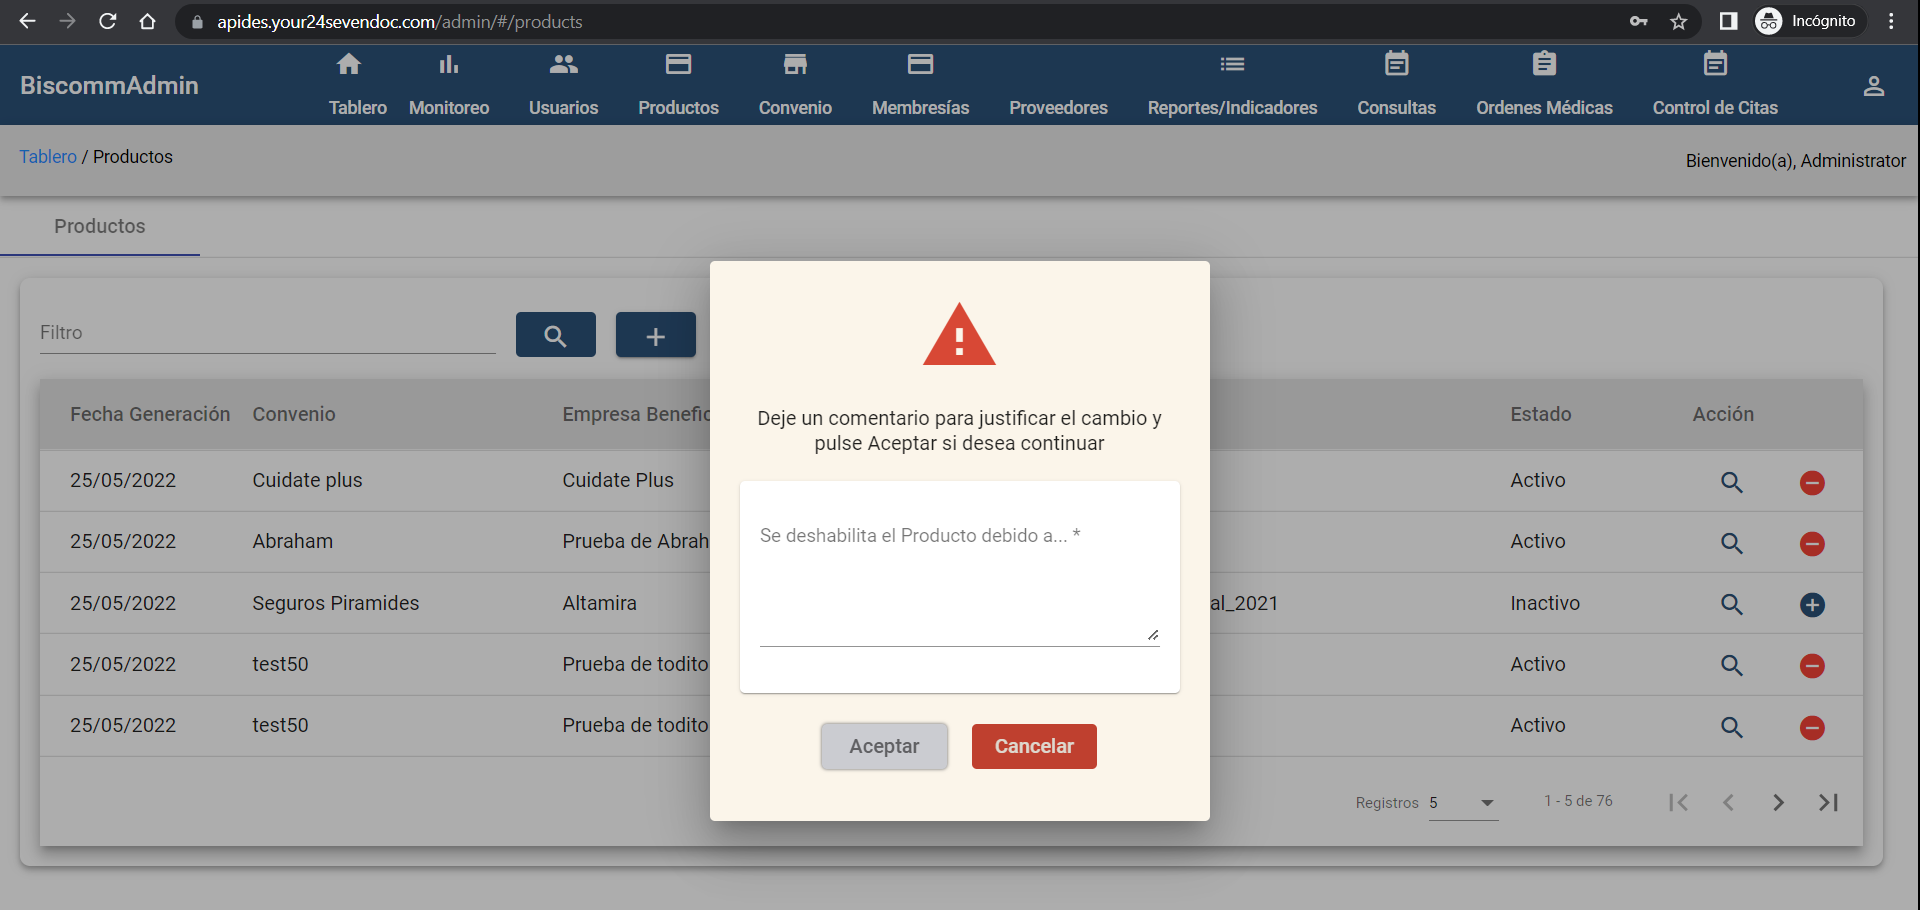 apides.your24sevendoc.com/admin/#/products
Incógnito
BiscommAdmin
Tablero
Monitoreo
Usuarios
Productos
Convenio
Membresías
Proveedores
Reportes/Indicadores
Consultas
Ordenes Médicas
Control de Citas
Tablero / Productos
Bienvenido(a), Administrator
Productos
Filtro
Fecha Generación Convenio Empresa Benefic Estado Acción
25/05/2022 Cuidate plus Cuidate Plus Activo
25/05/2022 Abraham Prueba de Abrah Activo
25/05/2022 Seguros Piramides Altamira al_2021 Inactivo
25/05/2022 test50 Prueba de todito Activo
25/05/2022 test50 Prueba de todito Activo
Registros 5 1 - 5 de 76
Deje un comentario para justificar el cambio y
pulse Aceptar si desea continuar
Se deshabilita el Producto debido a... *
Aceptar
Cancelar